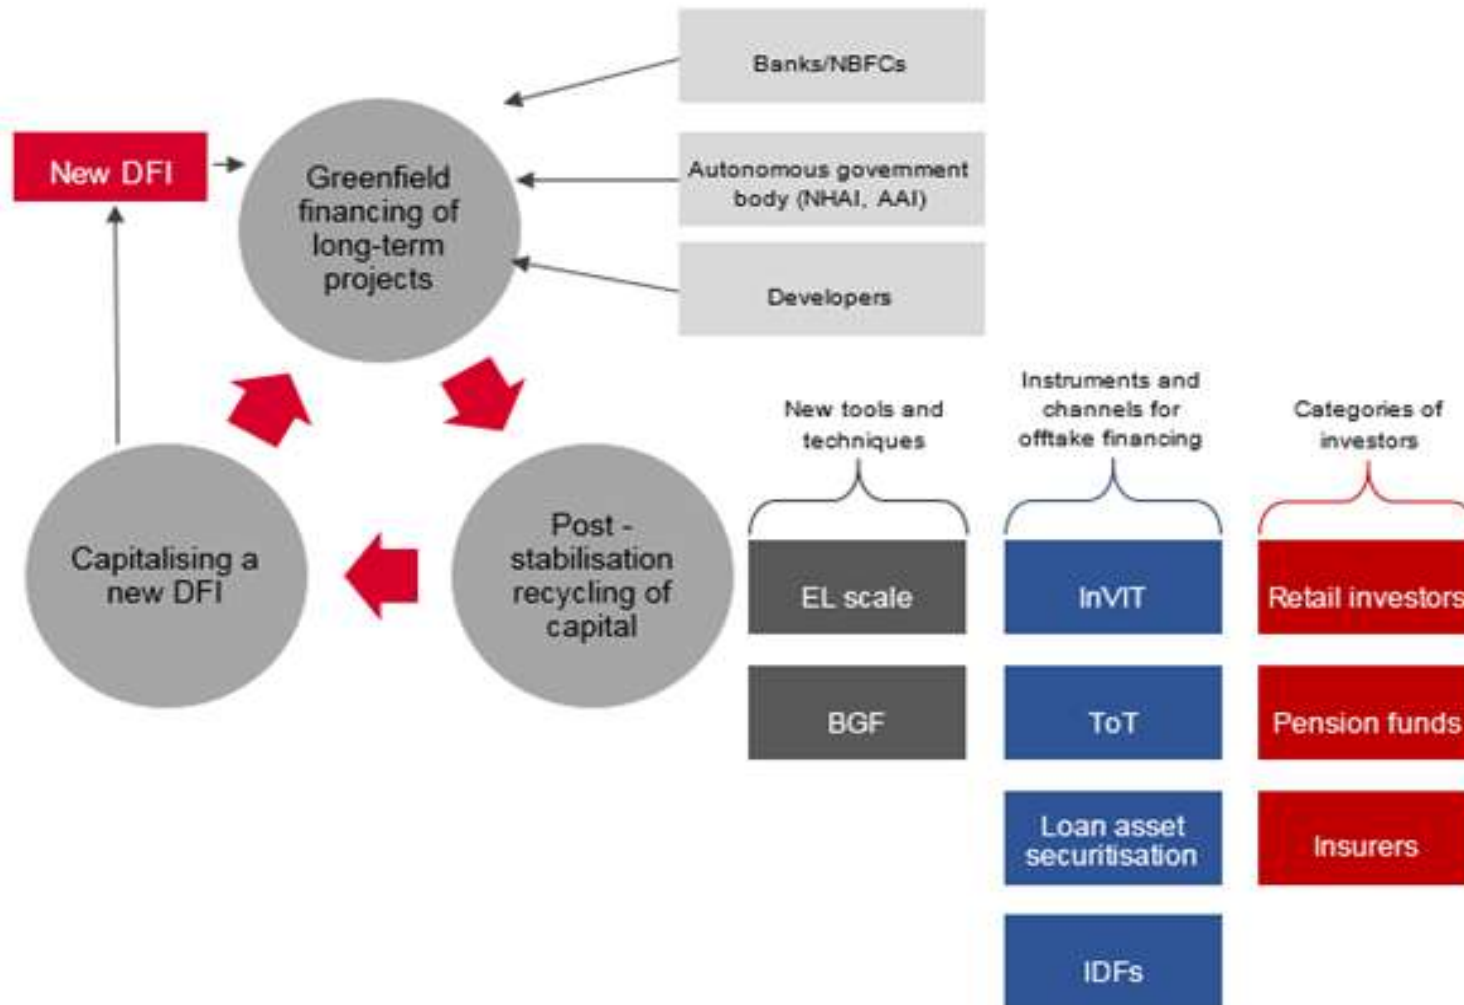 Banks/NBFCs
New DFI
Greenfield
financing of
long-term
projects
Autonomous government
body (NHAI, AAI)
Developers
Capitalising a
new DFI
Post -
stabilisation
recycling of
capital
New tools and
techniques
EL scale
BGF
Instruments and
channels for
offtake financing
InVIT
ToT
Loan asset
securitisation
IDFs
Categories of
investors
Retail investors
Pension funds
Insurers